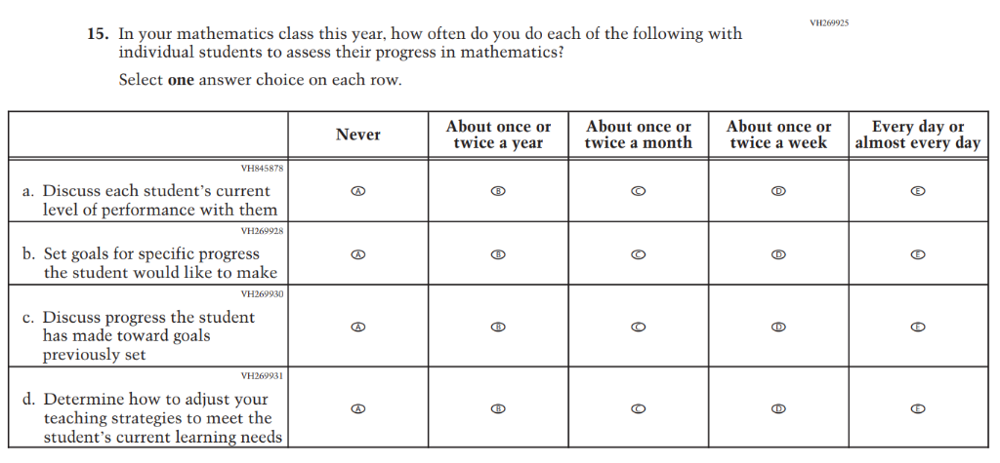 VH269925
15. In your mathematics class this year, how often do you do each of the following with
individual students to assess their progress in mathematics?
Select one answer choice on each row.
Never
About once or
twice a year
About once or
twice a month
About once or
twice a week
Every day or
almost every day
VH845878
a. Discuss each student's current
level of performance with them
A B C D E
VH269928
b. Set goals for specific progress
the student would like to make
A B C D E
VH269930
c. Discuss progress the student
has made toward goals
previously set
A B C D E
VH269931
d. Determine how to adjust your
teaching strategies to meet the
student's current learning needs
A B C D E